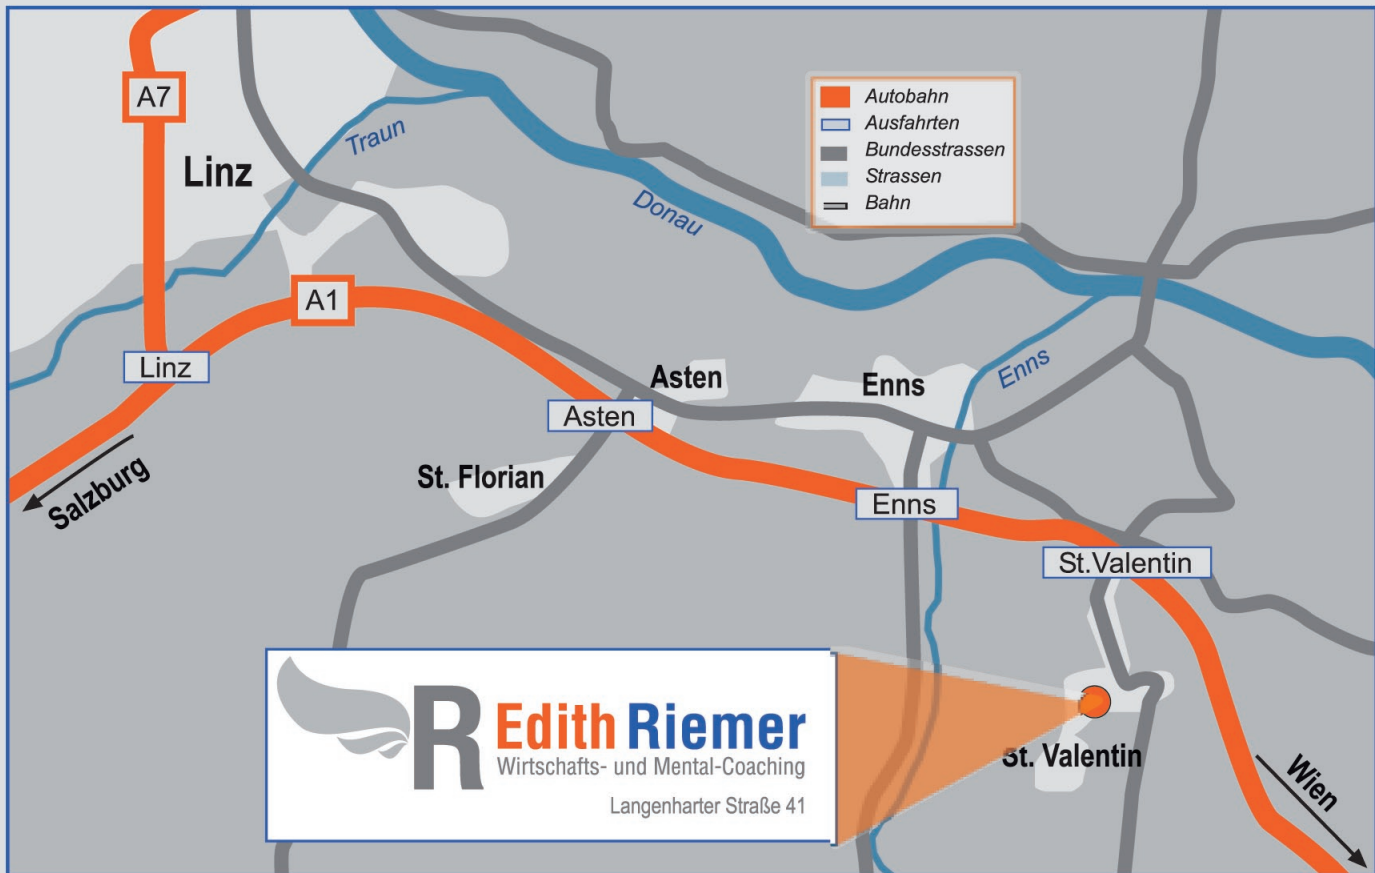 A7
Linz
Traun
Donau
Autobahn
Ausfahrten
Bundesstrassen
Strassen
Bahn
A1
Linz
Asten
Asten
Enns
Enns
St. Florian
Salzburg
Enns
St.Valentin
R
Edith Riemer
Wirtschafts- und Mental-Coaching
Langenharter Straße 41
St. Valentin
Wien